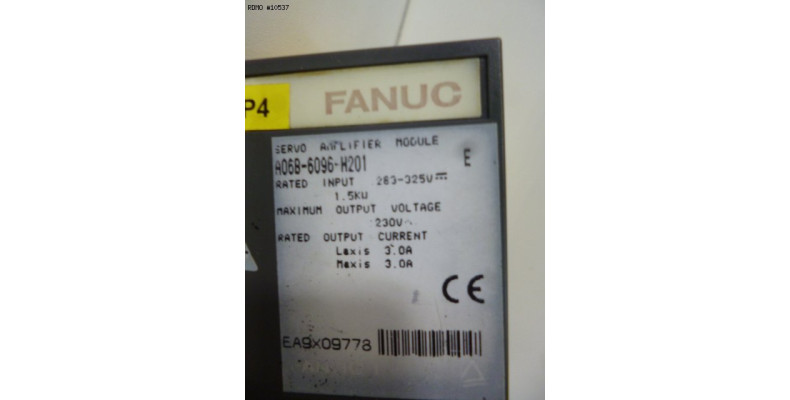 RDMO #10537
P4
FANUC
SERVO AMPLIFIER MODULE
A06B-6096-H201
E
RATED INPUT 283-325V⎓
1.5KW
MAXIMUM OUTPUT VOLTAGE
230V~
RATED OUTPUT CURRENT
Laxis 3.0A
Maxis 3.0A
CE
EA9X09778